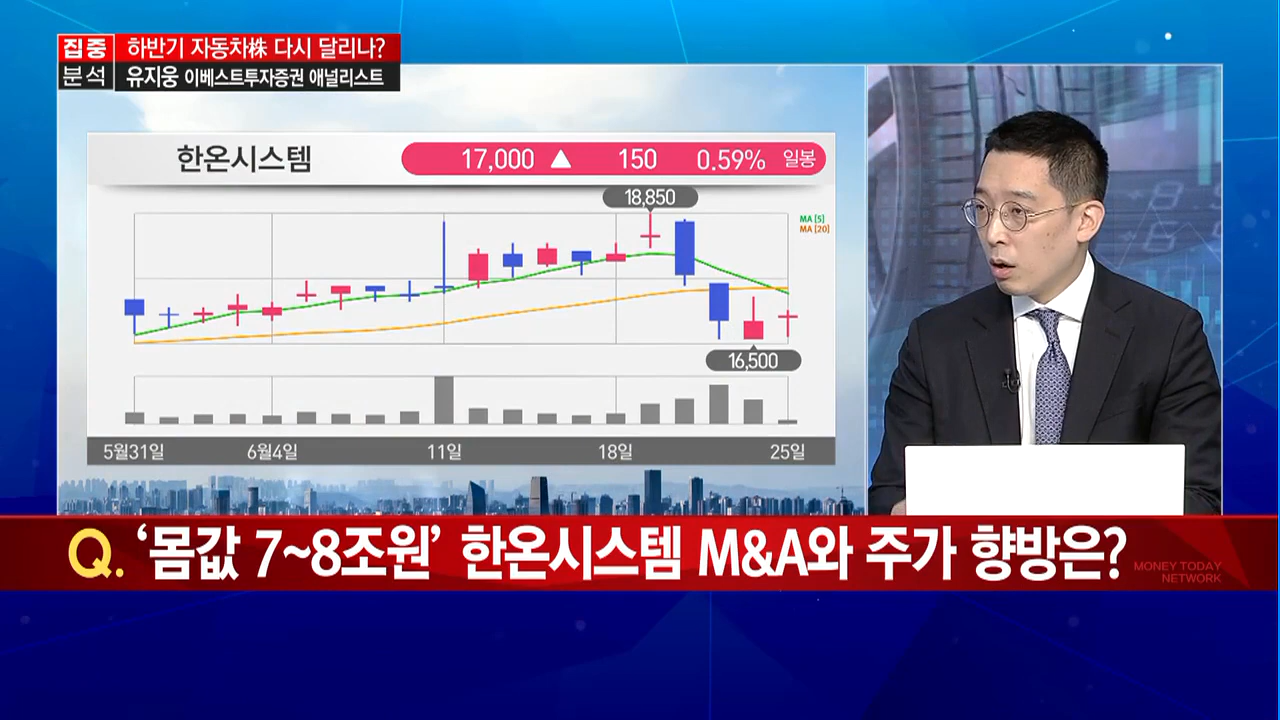 집중
분석
하반기 자동차株 다시 달리나?
유지웅 이베스트투자증권 애널리스트
한온시스템
17,000 ▲ 150 0.59% 일봉
18,850
MA [5]
MA [20]
16,500
5월31일 6월4일 11일 18일 25일
Q. '몸값 7~8조원' 한온시스템 M&A와 주가 향방은?
MONEY TODAY
NETWORK